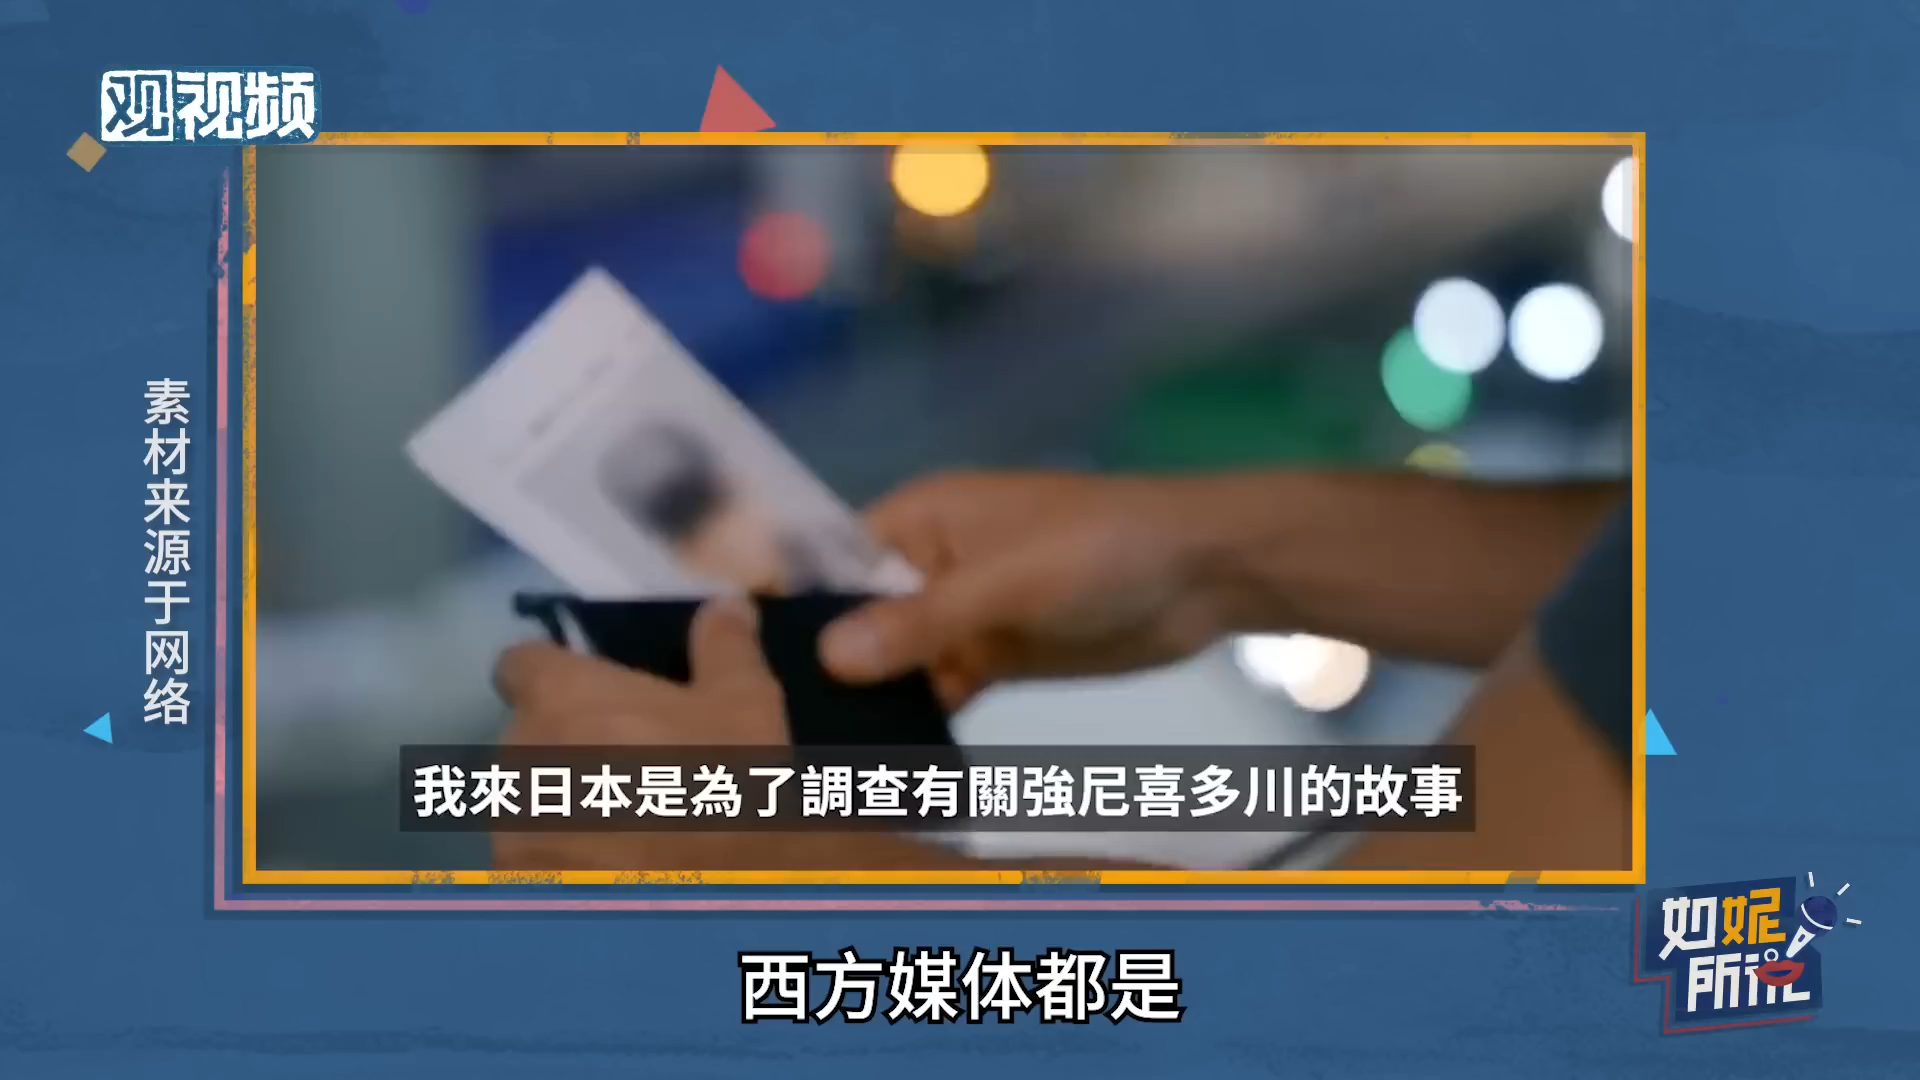 观视频
素材来源于网络
我來日本是為了調查有關強尼喜多川的故事
西方媒体都是
如妮
所讹